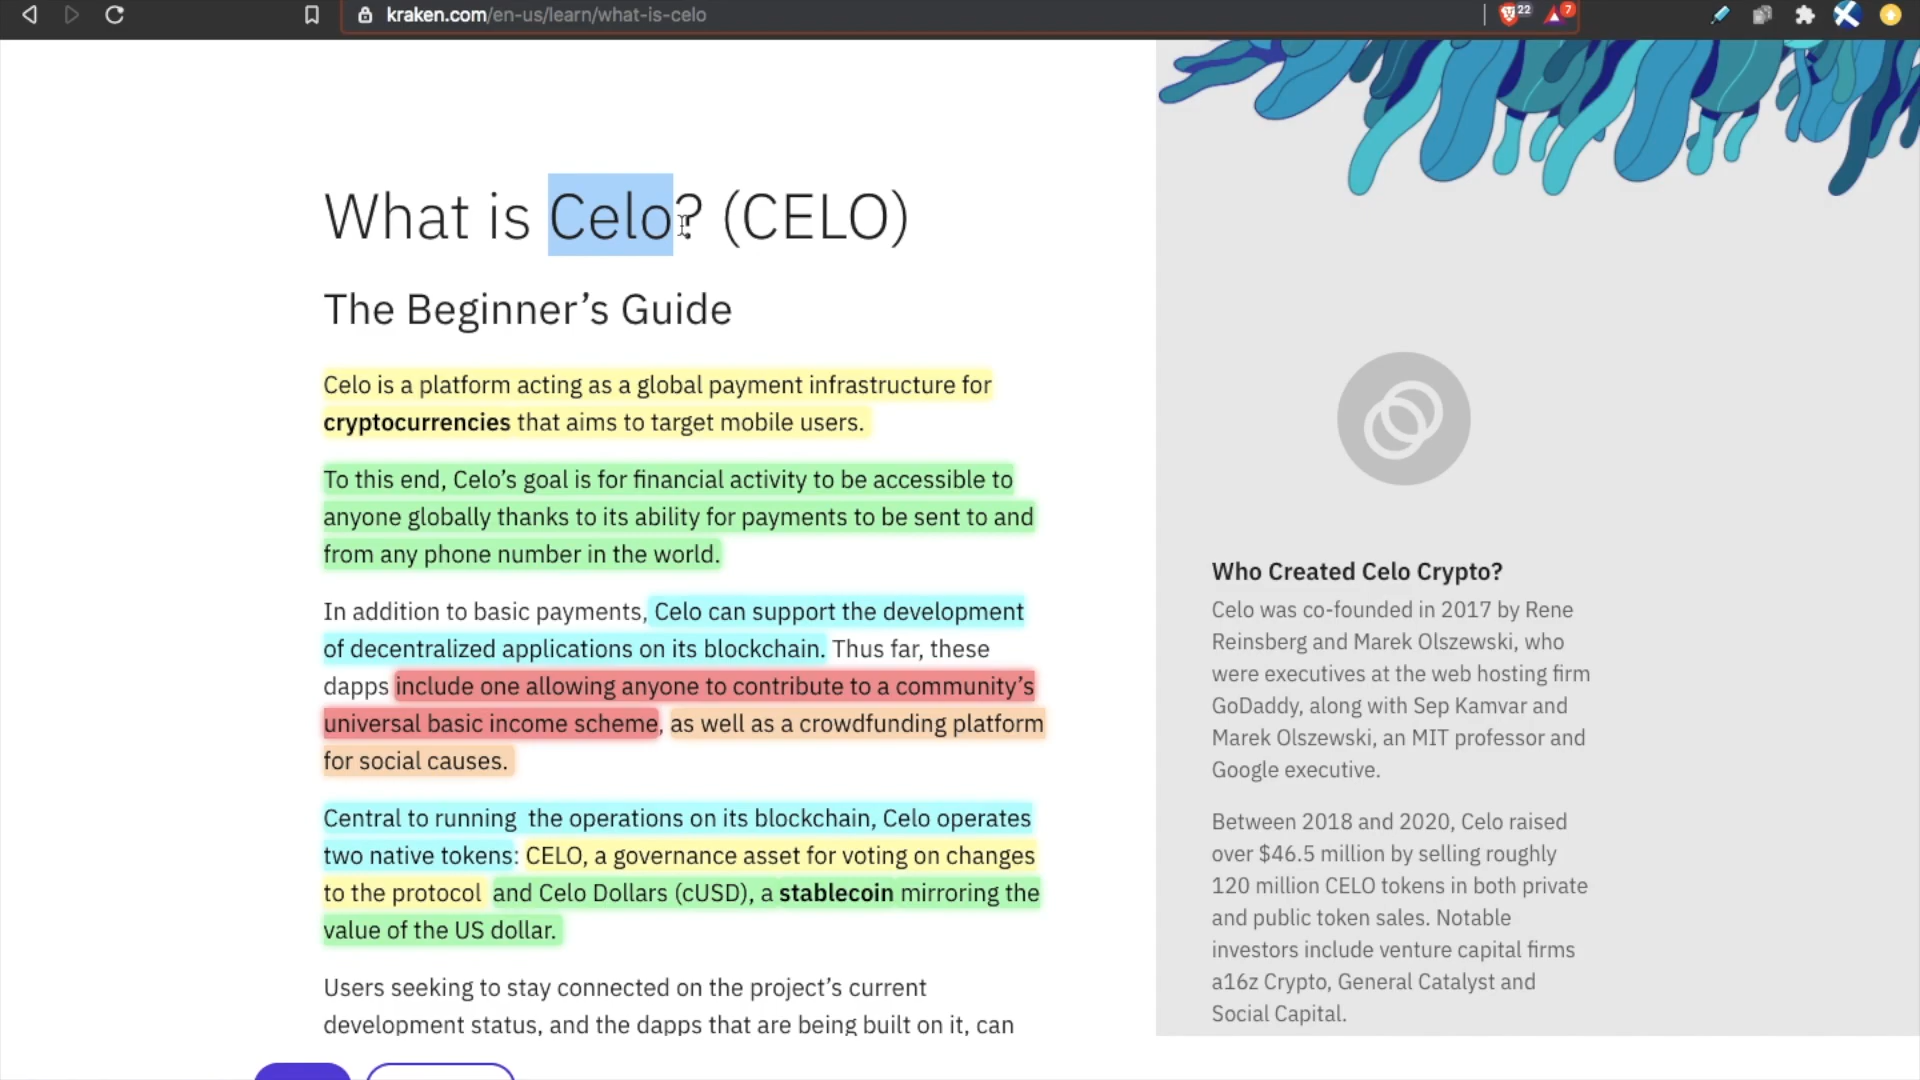 kraken.com/en-us/learn/what-is-celo
22
7
What is Celo? (CELO)
The Beginner’s Guide
Celo is a platform acting as a global payment infrastructure for
cryptocurrencies that aims to target mobile users.
To this end, Celo’s goal is for financial activity to be accessible to
anyone globally thanks to its ability for payments to be sent to and
from any phone number in the world.
In addition to basic payments, Celo can support the development
of decentralized applications on its blockchain. Thus far, these
dapps include one allowing anyone to contribute to a community’s
universal basic income scheme, as well as a crowdfunding platform
for social causes.
Central to running  the operations on its blockchain, Celo operates
two native tokens: CELO, a governance asset for voting on changes
to the protocol and Celo Dollars (cUSD), a stablecoin mirroring the
value of the US dollar.
Users seeking to stay connected on the project’s current
development status, and the dapps that are being built on it, can
Who Created Celo Crypto?
Celo was co-founded in 2017 by Rene
Reinsberg and Marek Olszewski, who
were executives at the web hosting firm
GoDaddy, along with Sep Kamvar and
Marek Olszewski, an MIT professor and
Google executive.
Between 2018 and 2020, Celo raised
over $46.5 million by selling roughly
120 million CELO tokens in both private
and public token sales. Notable
investors include venture capital firms
a16z Crypto, General Catalyst and
Social Capital.